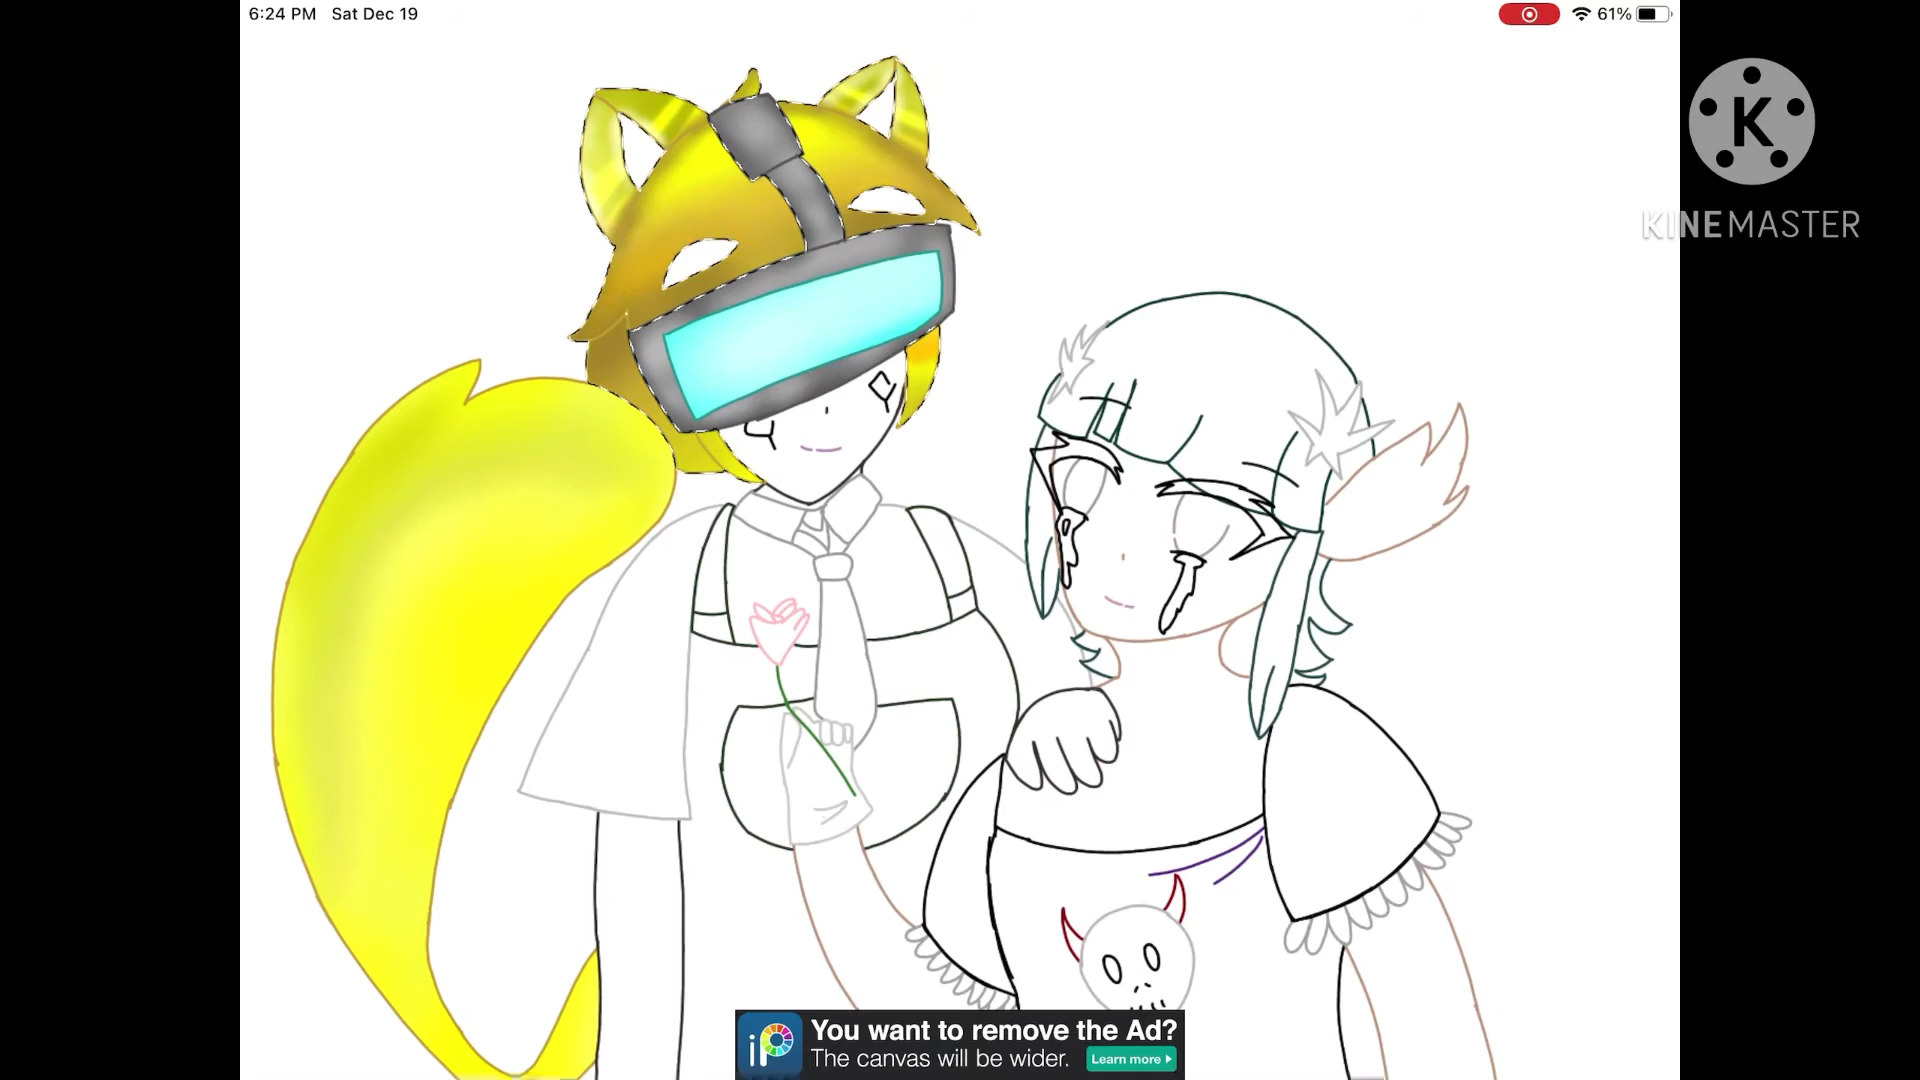 6:24 PM Sat Dec 19
61%
K
KINEMASTER
iP
You want to remove the Ad?
The canvas will be wider.
Learn more